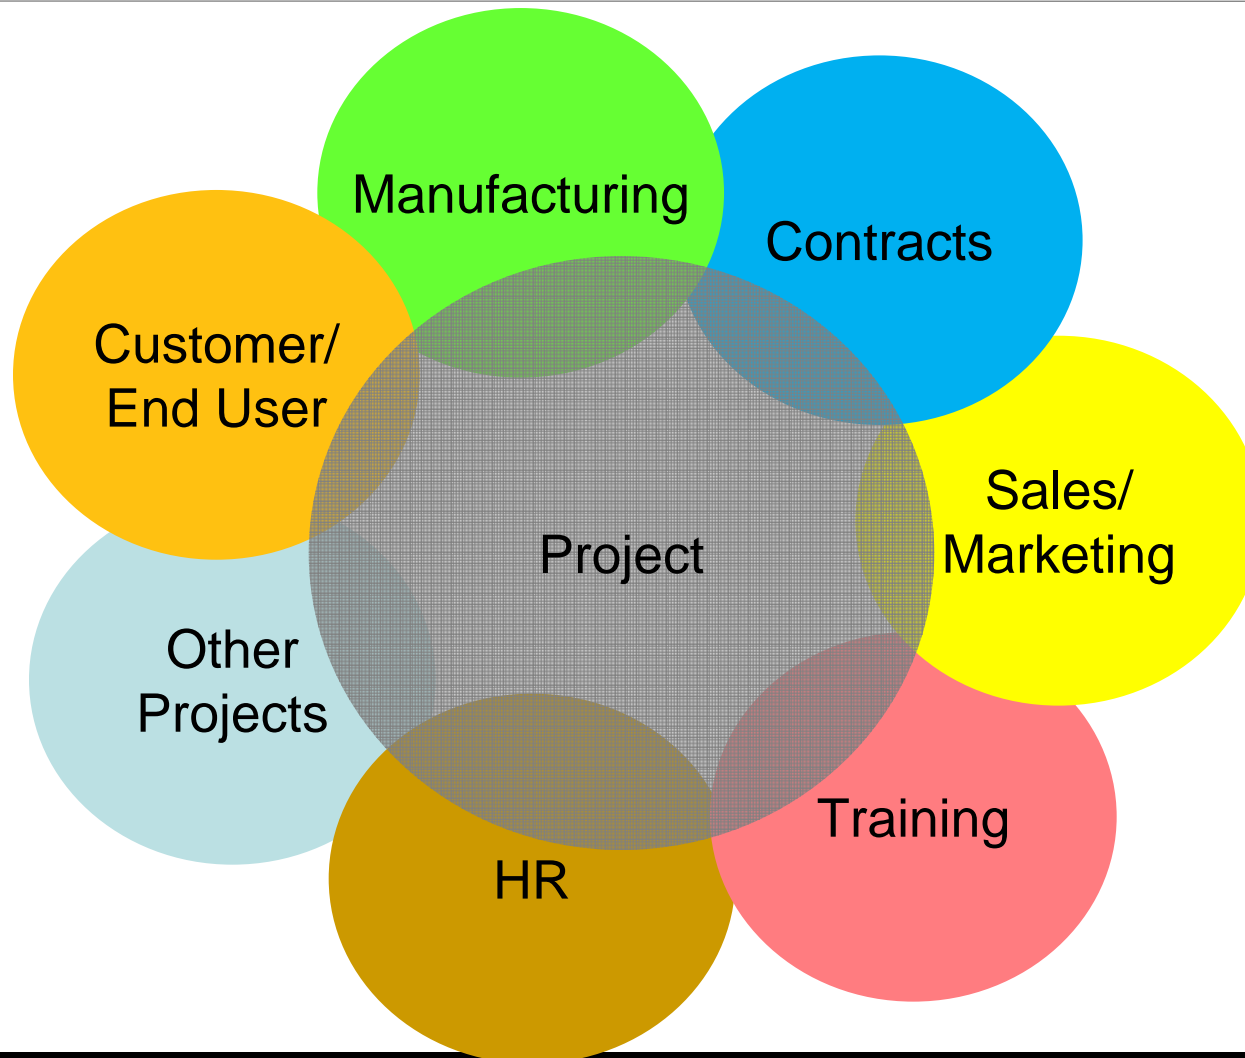 Manufacturing
Contracts
Customer/
End User
Sales/
Marketing
Project
Other
Projects
Training
HR